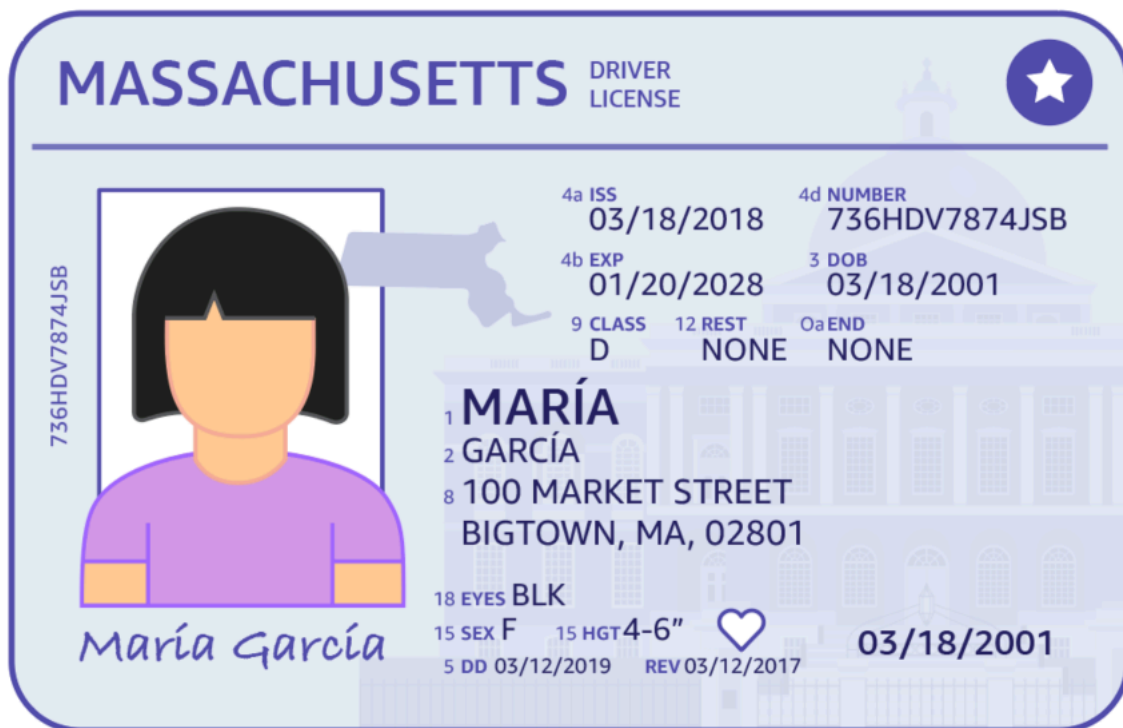 MASSACHUSETTS DRIVER LICENSE
736HDV7874JSB
4a ISS 4d NUMBER
03/18/2018 736HDV7874JSB
4b EXP 3 DOB
01/20/2028 03/18/2001
9 CLASS 12 REST OaEND
D NONE NONE
1 MARÍA
2 GARCÍA
8 100 MARKET STREET
BIGTOWN, MA, 02801
18 EYES BLK
15 SEX F 15 HGT 4-6"
5 DD 03/12/2019 REV 03/12/2017
03/18/2001
María García